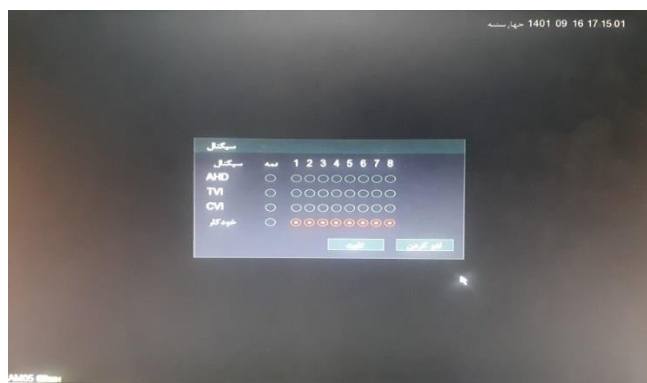 1401 09 16 17 15 01 چهارشنبه
سیگنال
سیگنال همه 1 2 3 4 5 6 7 8
AHD
TVI
CVI
خودکار
لغو کردن